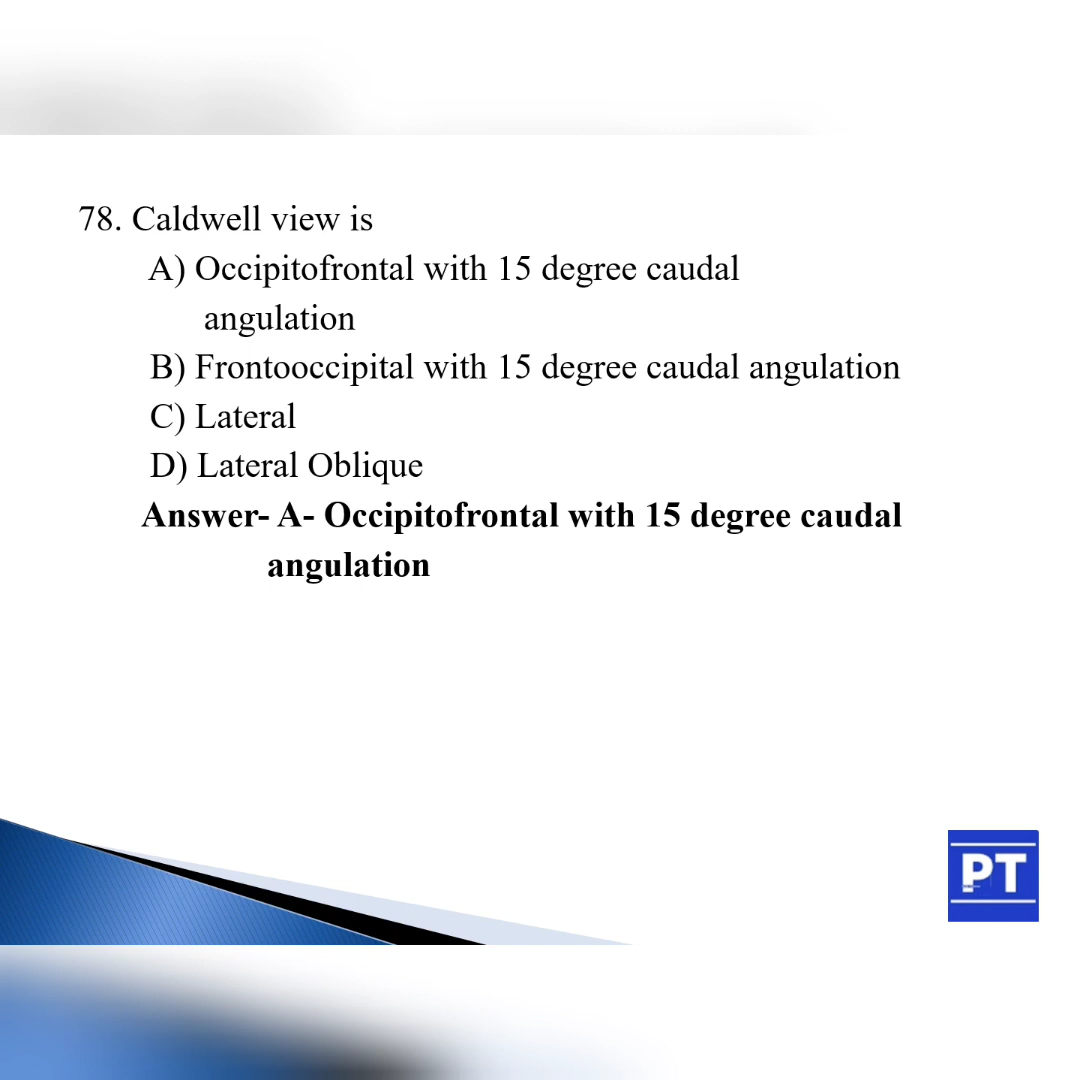 78. Caldwell view is
A) Occipitofrontal with 15 degree caudal
angulation
B) Frontooccipital with 15 degree caudal angulation
C) Lateral
D) Lateral Oblique
Answer- A- Occipitofrontal with 15 degree caudal
angulation
PT